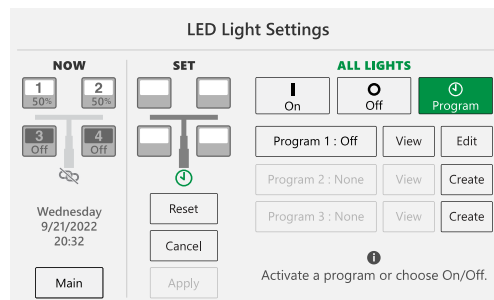 LED Light Settings
NOW
1
50%
2
50%
3
Off
4
Off
Wednesday
9/21/2022
20:32
Main
SET
Reset
Cancel
Apply
ALL LIGHTS
On
Off
Program
Program 1 : Off
View
Edit
Program 2 : None
View
Create
Program 3 : None
View
Create
Activate a program or choose On/Off.